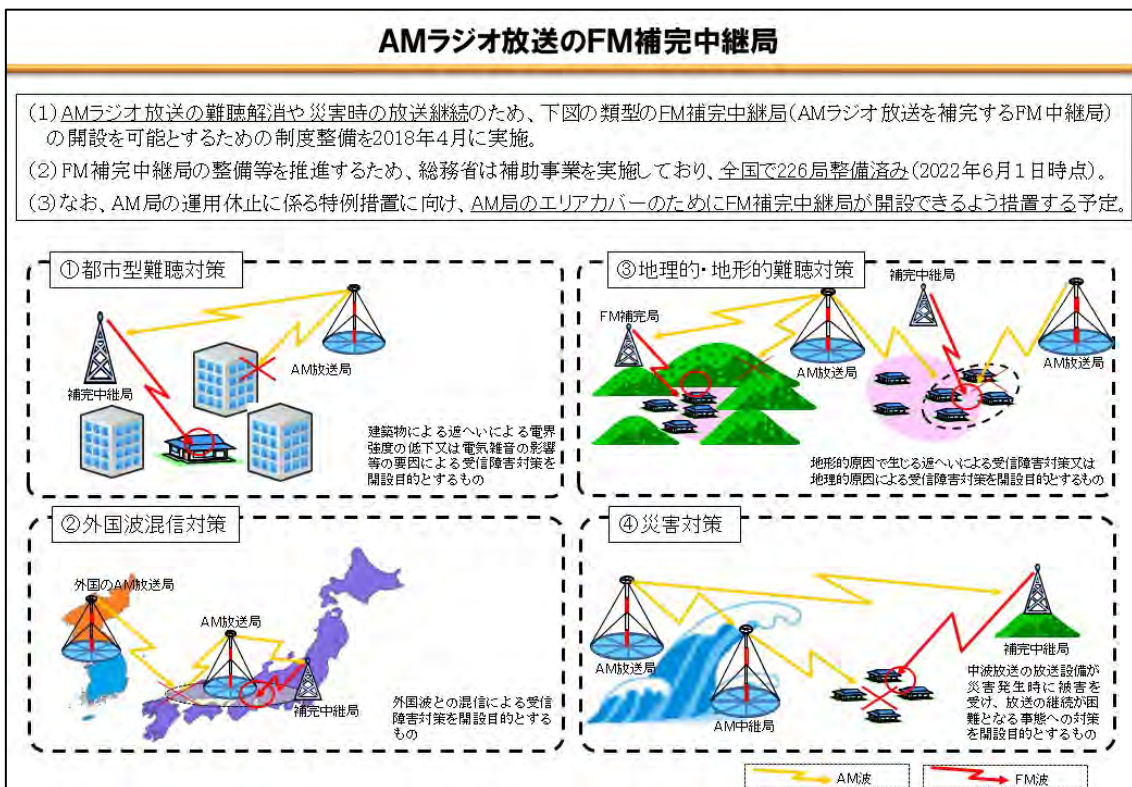 AMラジオ放送のFM補完中継局
(1)AMラジオ放送の難聴解消や災害時の放送継続のため、下図の類型のFM補完中継局(AMラジオ放送を補完するFM中継局)
の開設を可能とするための制度整備を2018年4月に実施。
(2)FM補完中継局の整備等を推進するため、総務省は補助事業を実施しており、全国で226局整備済み(2022年6月1日時点)。
(3)なお、AM局の運用休止に係る特例措置に向け、AM局のエリアカバーのためにFM補完中継局が開設できるよう措置する予定。
①都市型難聴対策
補完中継局
AM放送局
建築物による遮へいによる電界
強度の低下又は電気雑音の影響
等の要因による受信障害対策を
開設目的とするもの
③地理的・地形的難聴対策
FM補完局
AM放送局
補完中継局
AM放送局
地形的原因で生じる遮へいによる受信障害対策又は
地理的原因による受信障害対策を開設目的とするもの
②外国波混信対策
外国のAM放送局
AM放送局
補完中継局
外国波との混信による受信
障害対策を開設目的とする
もの
④災害対策
AM放送局
AM中継局
補完中継局
中波放送の放送設備が
災害発生時に被害を
受け、放送の継続が困
難となる事態への対策
を開設目的とするもの
AM波
FM波